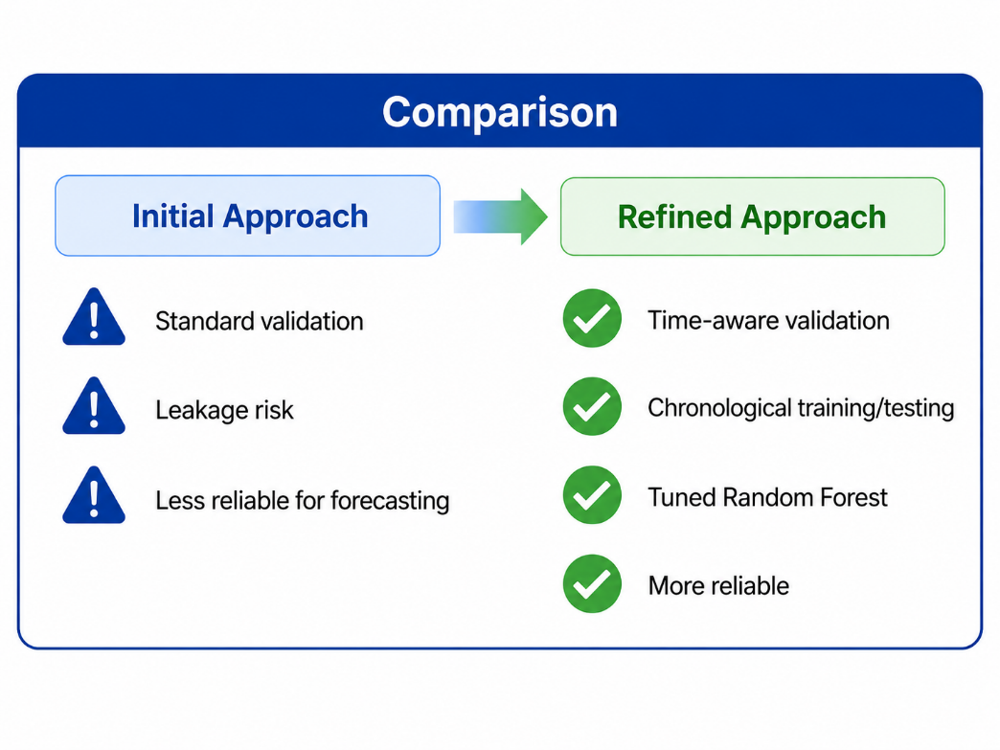 Comparison
Initial Approach
Refined Approach
Standard validation
Leakage risk
Less reliable for forecasting
Time-aware validation
Chronological training/testing
Tuned Random Forest
More reliable